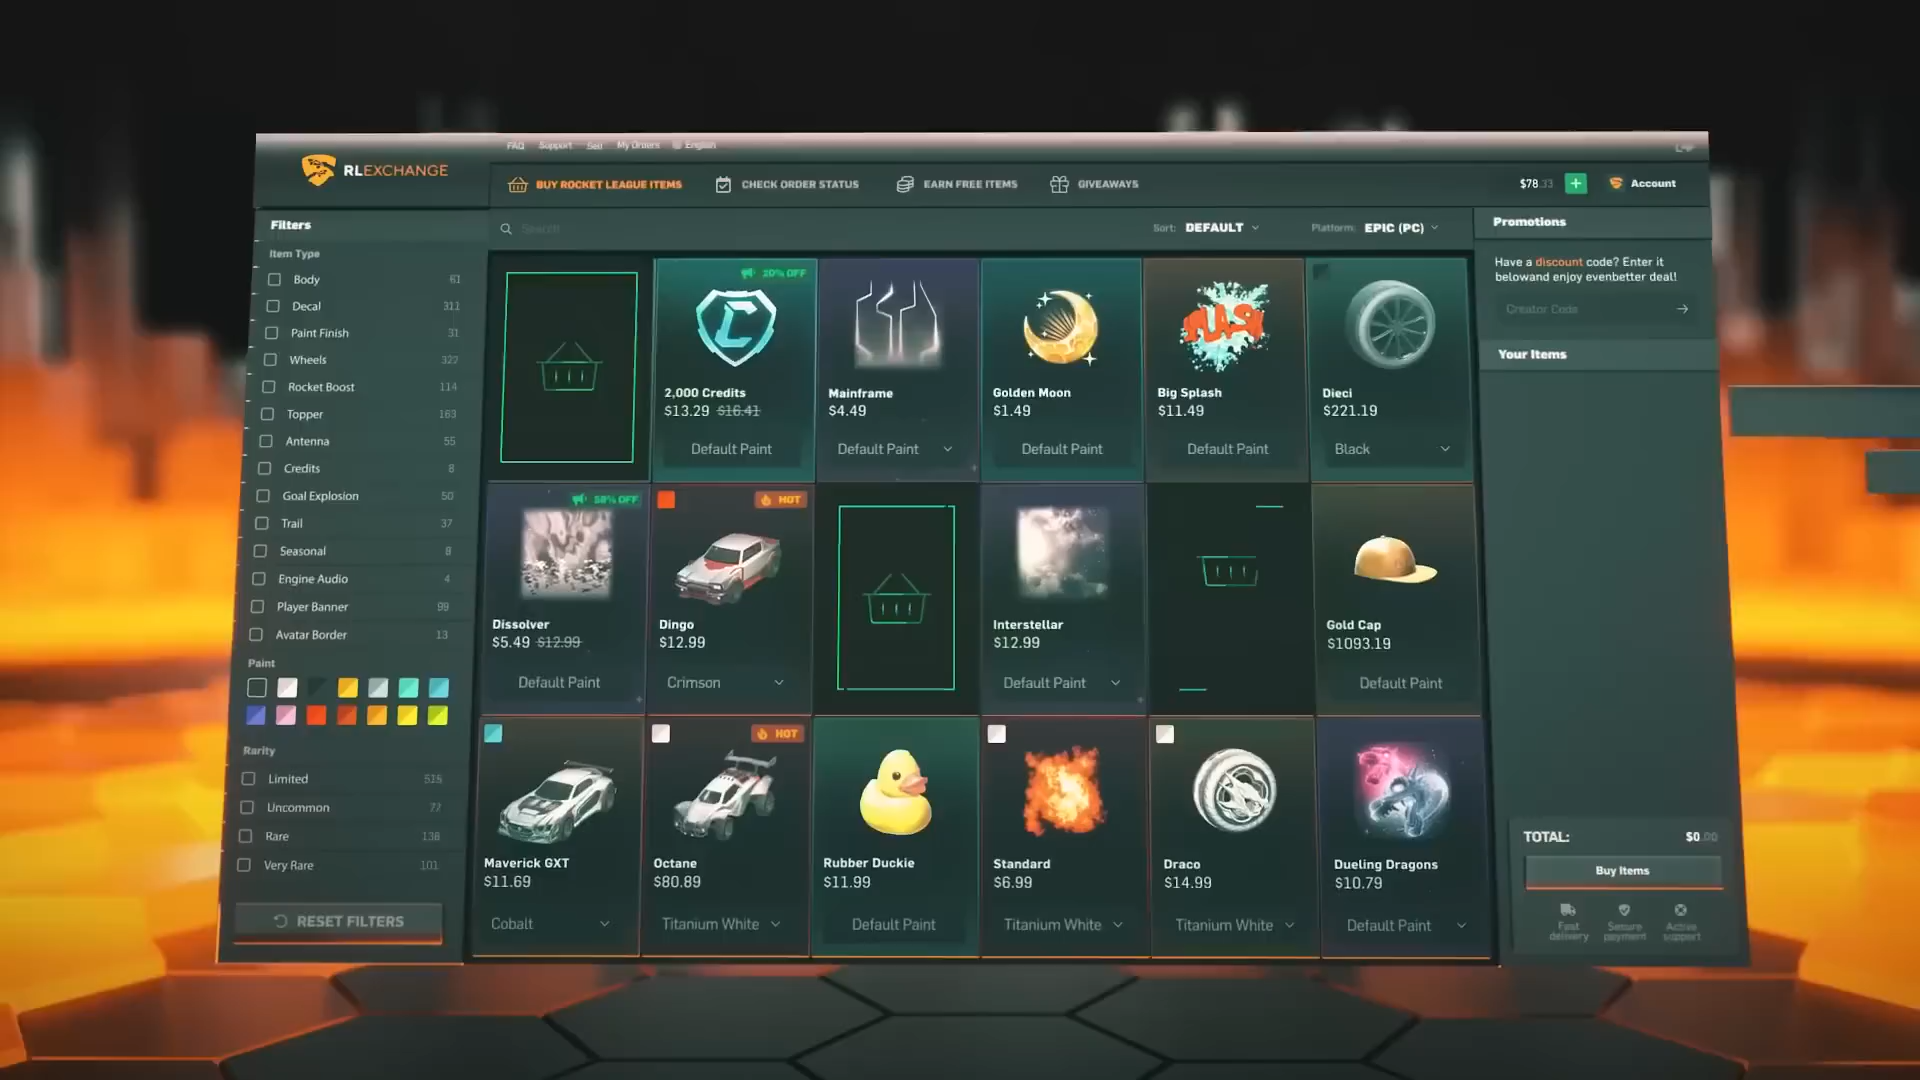 FAQ Support Sell My Orders English
RLEXCHANGE
BUY ROCKET LEAGUE ITEMS CHECK ORDER STATUS EARN FREE ITEMS GIVEAWAYS
$78.33 + Account
Filters
Search
Sort: DEFAULT
Platform: EPIC (PC)
Promotions
Have a discount code? Enter it
belowand enjoy evenbetter deal!
Creator Code
Your Items
Item Type
Body 61
Decal 311
Paint Finish 31
Wheels 322
Rocket Boost 114
Topper 163
Antenna 55
Credits 8
Goal Explosion 50
Trail 37
Seasonal 8
Engine Audio 4
Player Banner 99
Avatar Border 13
Paint
Rarity
Limited 515
Uncommon 72
Rare 138
Very Rare 101
RESET FILTERS
20% OFF
C
2,000 Credits
$13.29 $16.41
Default Paint
Mainframe
$4.49
Default Paint
Golden Moon
$1.49
Default Paint
Big Splash
$11.49
Default Paint
Dieci
$221.19
Black
58% OFF
Dissolver
$5.49 $12.99
Default Paint
HOT
Dingo
$12.99
Crimson
Interstellar
$12.99
Default Paint
Gold Cap
$1093.19
Default Paint
Maverick GXT
$11.69
Cobalt
HOT
Octane
$80.89
Titanium White
Rubber Duckie
$11.99
Default Paint
Standard
$6.99
Titanium White
Draco
$14.99
Titanium White
Dueling Dragons
$10.79
Default Paint
TOTAL: $0.00
Buy Items
Fast
delivery
Secure
payment
Active
support